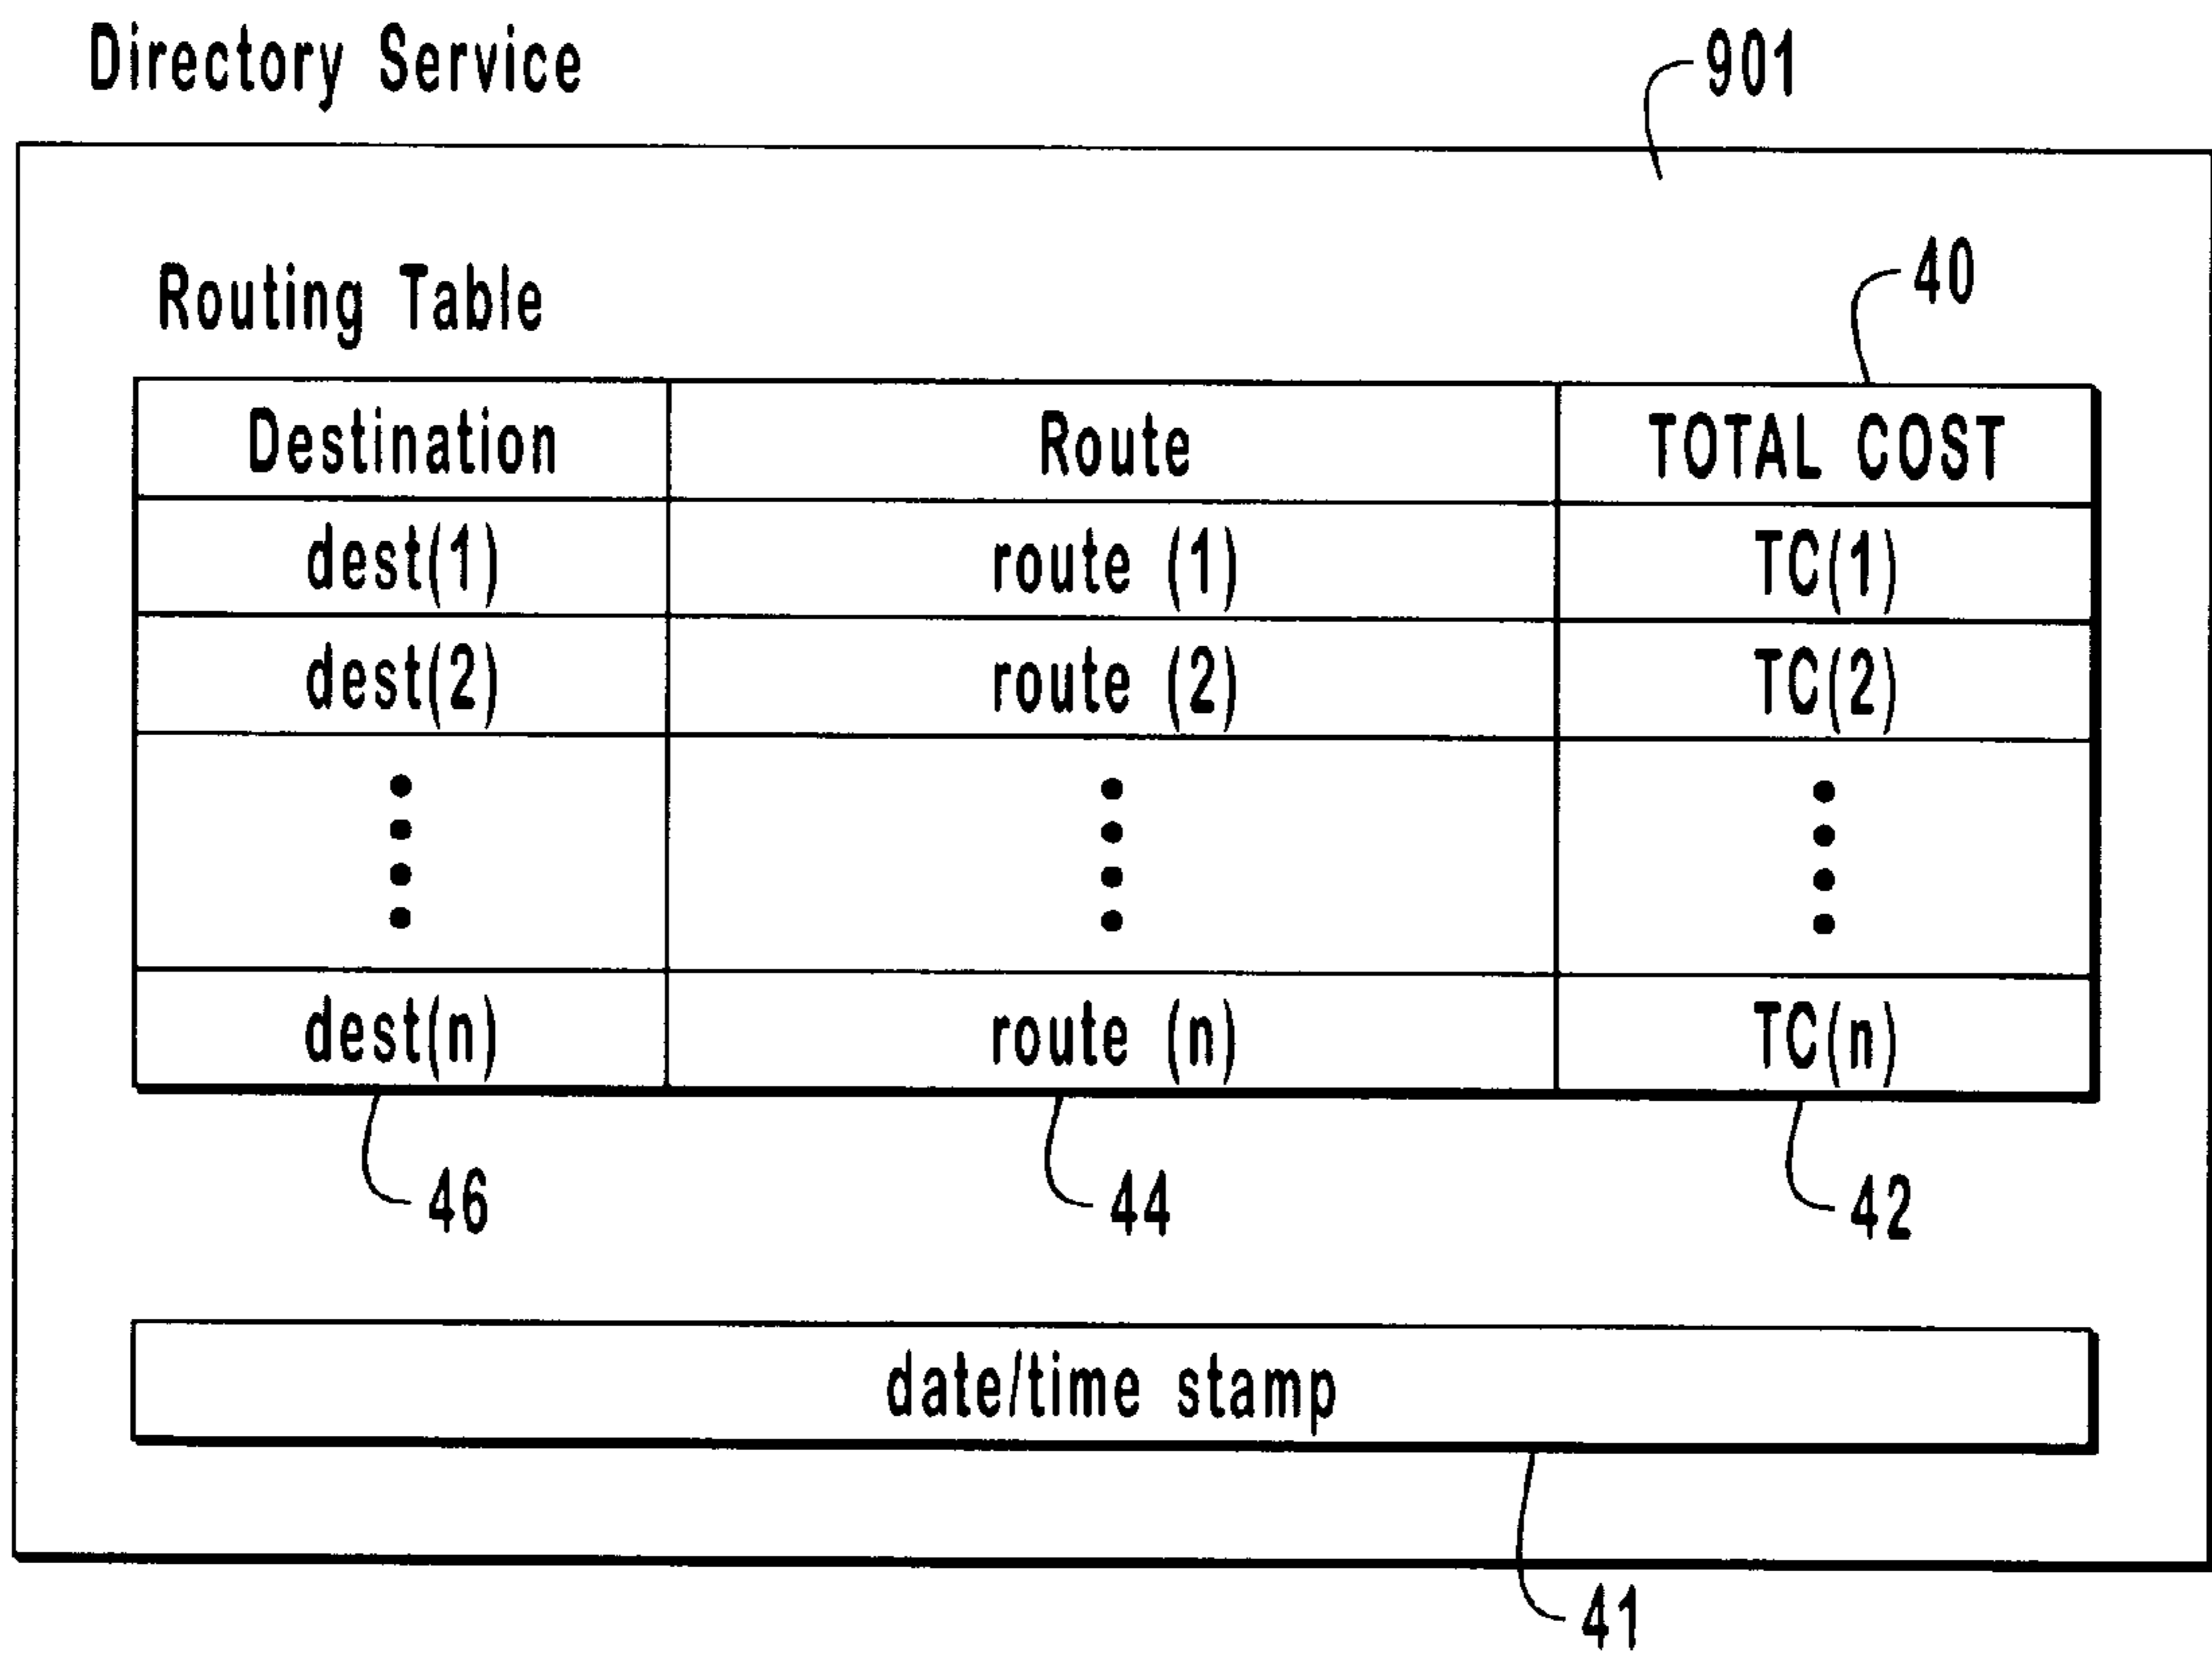 Directory Service
901
Routing Table
40
Destination Route TOTAL COST
dest(1) route (1) TC(1)
dest(2) route (2) TC(2)
dest(n) route (n) TC(n)
46 44 42
date/time stamp
41